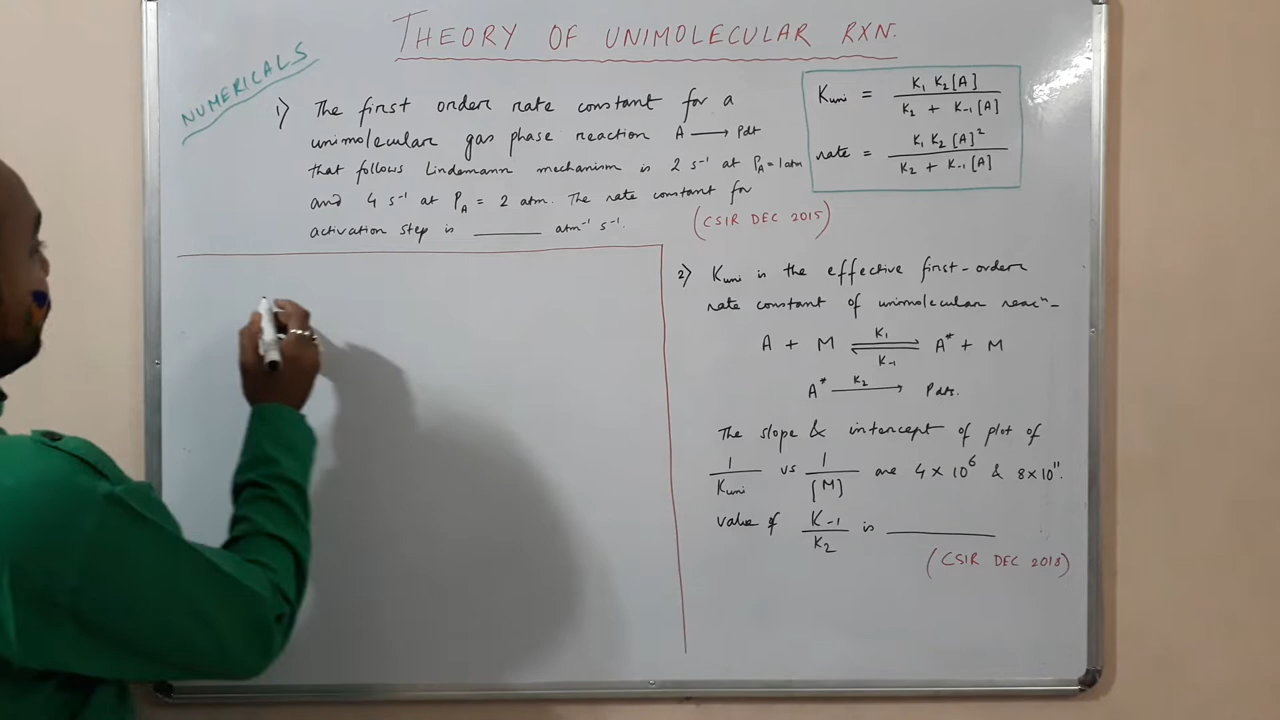 THEORY OF UNIMOLECULAR RXN.
NUMERICALS
1) The first order rate constant for a
unimolecular gas phase reaction A ⟶ Pdt
that follows Lindemann mechanism is 2 s⁻¹ at P_A = 1 atm
and 4 s⁻¹ at P_A = 2 atm. The rate constant for
activation step is ______ atm⁻¹ s⁻¹.
(CSIR DEC 2015)
K_uni = K₁ K₂ [A] / K₂ + K₋₁ [A]
rate = K₁ K₂ [A]² / K₂ + K₋₁ [A]
2) K_uni is the effective first-order
rate constant of unimolecular reacⁿ-
A + M ⇌ A* + M
K₁
K₋₁
A* ⟶ Pdts.
K₂
The slope & intercept of plot of
1/K_uni vs 1/[M] are 4 × 10⁶ & 8 × 10¹¹.
value of K₋₁/K₂ is ______
(CSIR DEC 2018)